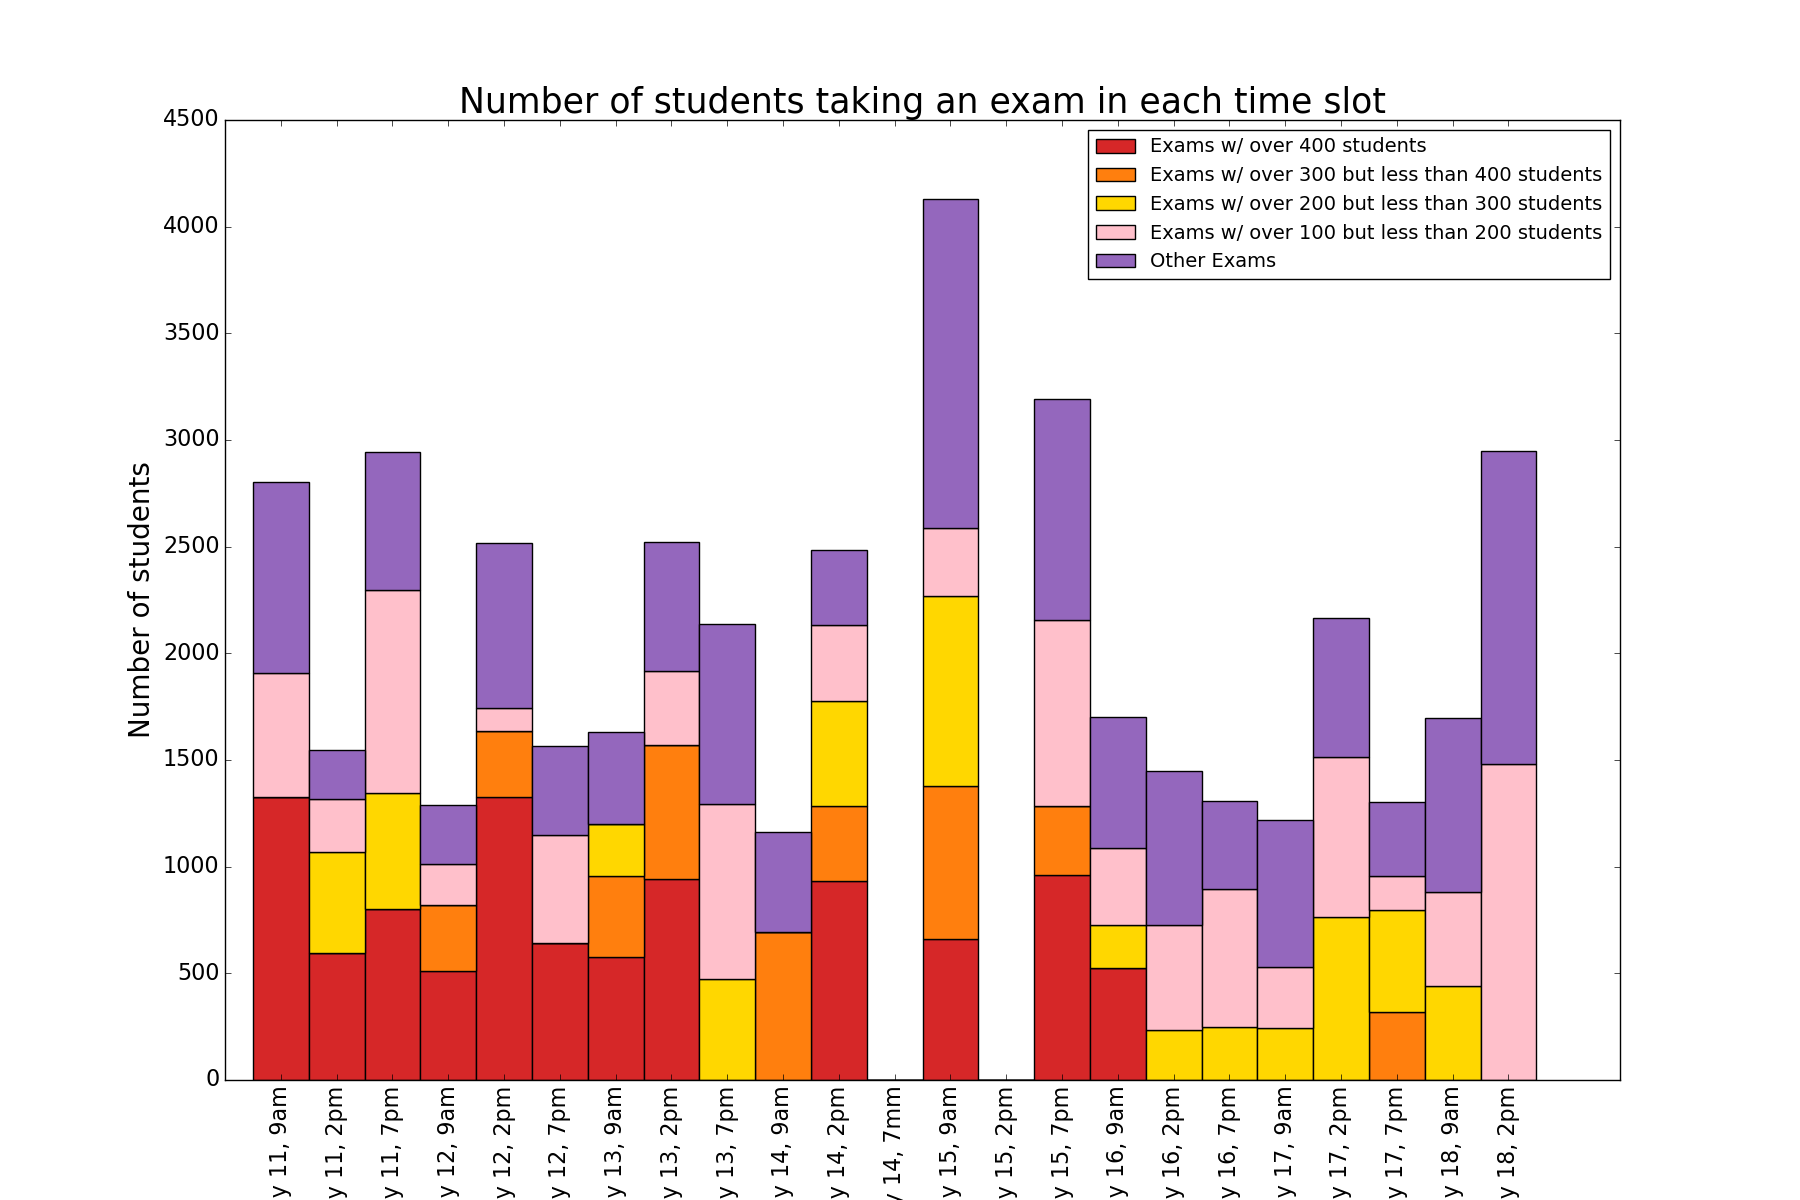 Number of students taking an exam in each time slot
Number of students
4500
4000
3500
3000
2500
2000
1500
1000
500
0
Exams w/ over 400 students
Exams w/ over 300 but less than 400 students
Exams w/ over 200 but less than 300 students
Exams w/ over 100 but less than 200 students
Other Exams
y 11, 9am
y 11, 2pm
y 11, 7pm
y 12, 9am
y 12, 2pm
y 12, 7pm
y 13, 9am
y 13, 2pm
y 13, 7pm
y 14, 9am
y 14, 2pm
y 14, 7mm
y 15, 9am
y 15, 2pm
y 15, 7pm
y 16, 9am
y 16, 2pm
y 16, 7pm
y 17, 9am
y 17, 2pm
y 17, 7pm
y 18, 9am
y 18, 2pm